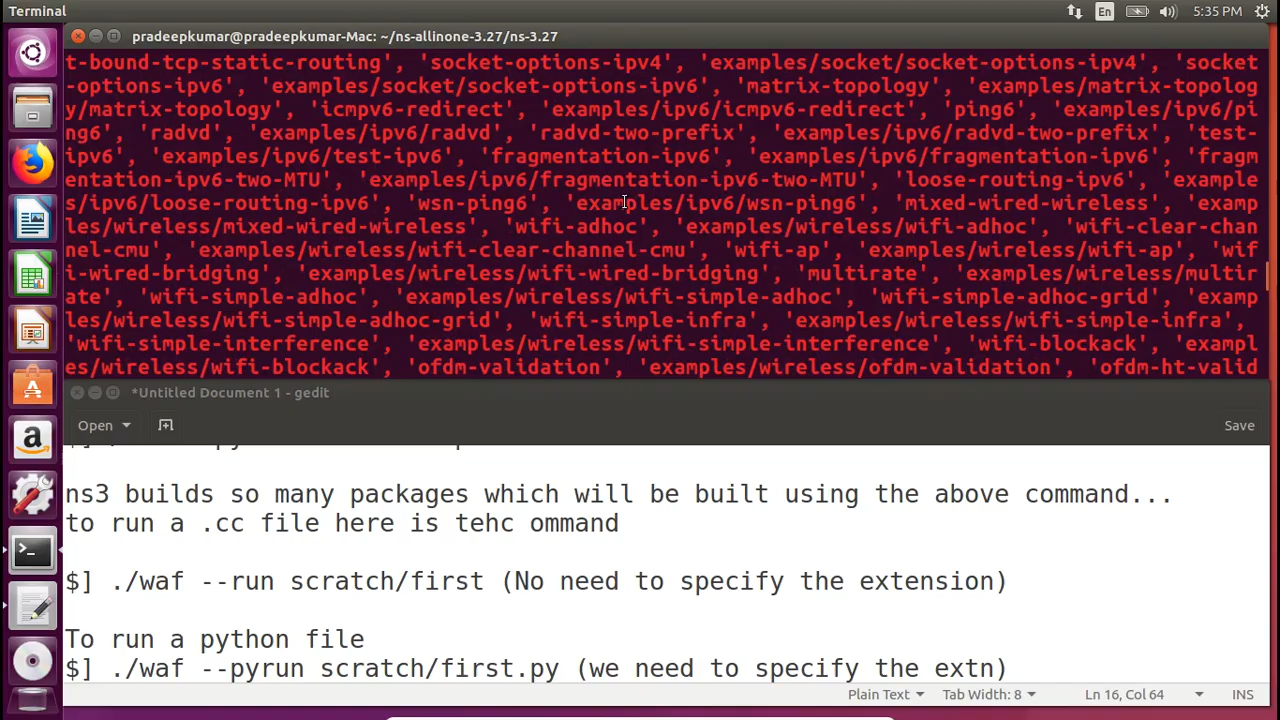 Terminal
En
5:35 PM
pradeepkumar@pradeepkumar-Mac: ~/ns-allinone-3.27/ns-3.27
t-bound-tcp-static-routing', 'socket-options-ipv4', 'examples/socket/socket-options-ipv4', 'socket
-options-ipv6', 'examples/socket/socket-options-ipv6', 'matrix-topology', 'examples/matrix-topolog
y/matrix-topology', 'icmpv6-redirect', 'examples/ipv6/icmpv6-redirect', 'ping6', 'examples/ipv6/pi
ng6', 'radvd', 'examples/ipv6/radvd', 'radvd-two-prefix', 'examples/ipv6/radvd-two-prefix', 'test-
ipv6', 'examples/ipv6/test-ipv6', 'fragmentation-ipv6', 'examples/ipv6/fragmentation-ipv6', 'fragm
entation-ipv6-two-MTU', 'examples/ipv6/fragmentation-ipv6-two-MTU', 'loose-routing-ipv6', 'example
s/ipv6/loose-routing-ipv6', 'wsn-ping6', 'examples/ipv6/wsn-ping6', 'mixed-wired-wireless', 'examp
les/wireless/mixed-wired-wireless', 'wifi-adhoc', 'examples/wireless/wifi-adhoc', 'wifi-clear-chan
nel-cmu', 'examples/wireless/wifi-clear-channel-cmu', 'wifi-ap', 'examples/wireless/wifi-ap', 'wif
i-wired-bridging', 'examples/wireless/wifi-wired-bridging', 'multirate', 'examples/wireless/multir
ate', 'wifi-simple-adhoc', 'examples/wireless/wifi-simple-adhoc', 'wifi-simple-adhoc-grid', 'examp
les/wireless/wifi-simple-adhoc-grid', 'wifi-simple-infra', 'examples/wireless/wifi-simple-infra',
'wifi-simple-interference', 'examples/wireless/wifi-simple-interference', 'wifi-blockack', 'exampl
es/wireless/wifi-blockack', 'ofdm-validation', 'examples/wireless/ofdm-validation', 'ofdm-ht-valid
*Untitled Document 1 - gedit
Open
Save
ns3 builds so many packages which will be built using the above command...
to run a .cc file here is tehc ommand
$] ./waf --run scratch/first (No need to specify the extension)
To run a python file
$] ./waf --pyrun scratch/first.py (we need to specify the extn)
Plain Text
Tab Width: 8
Ln 16, Col 64
INS